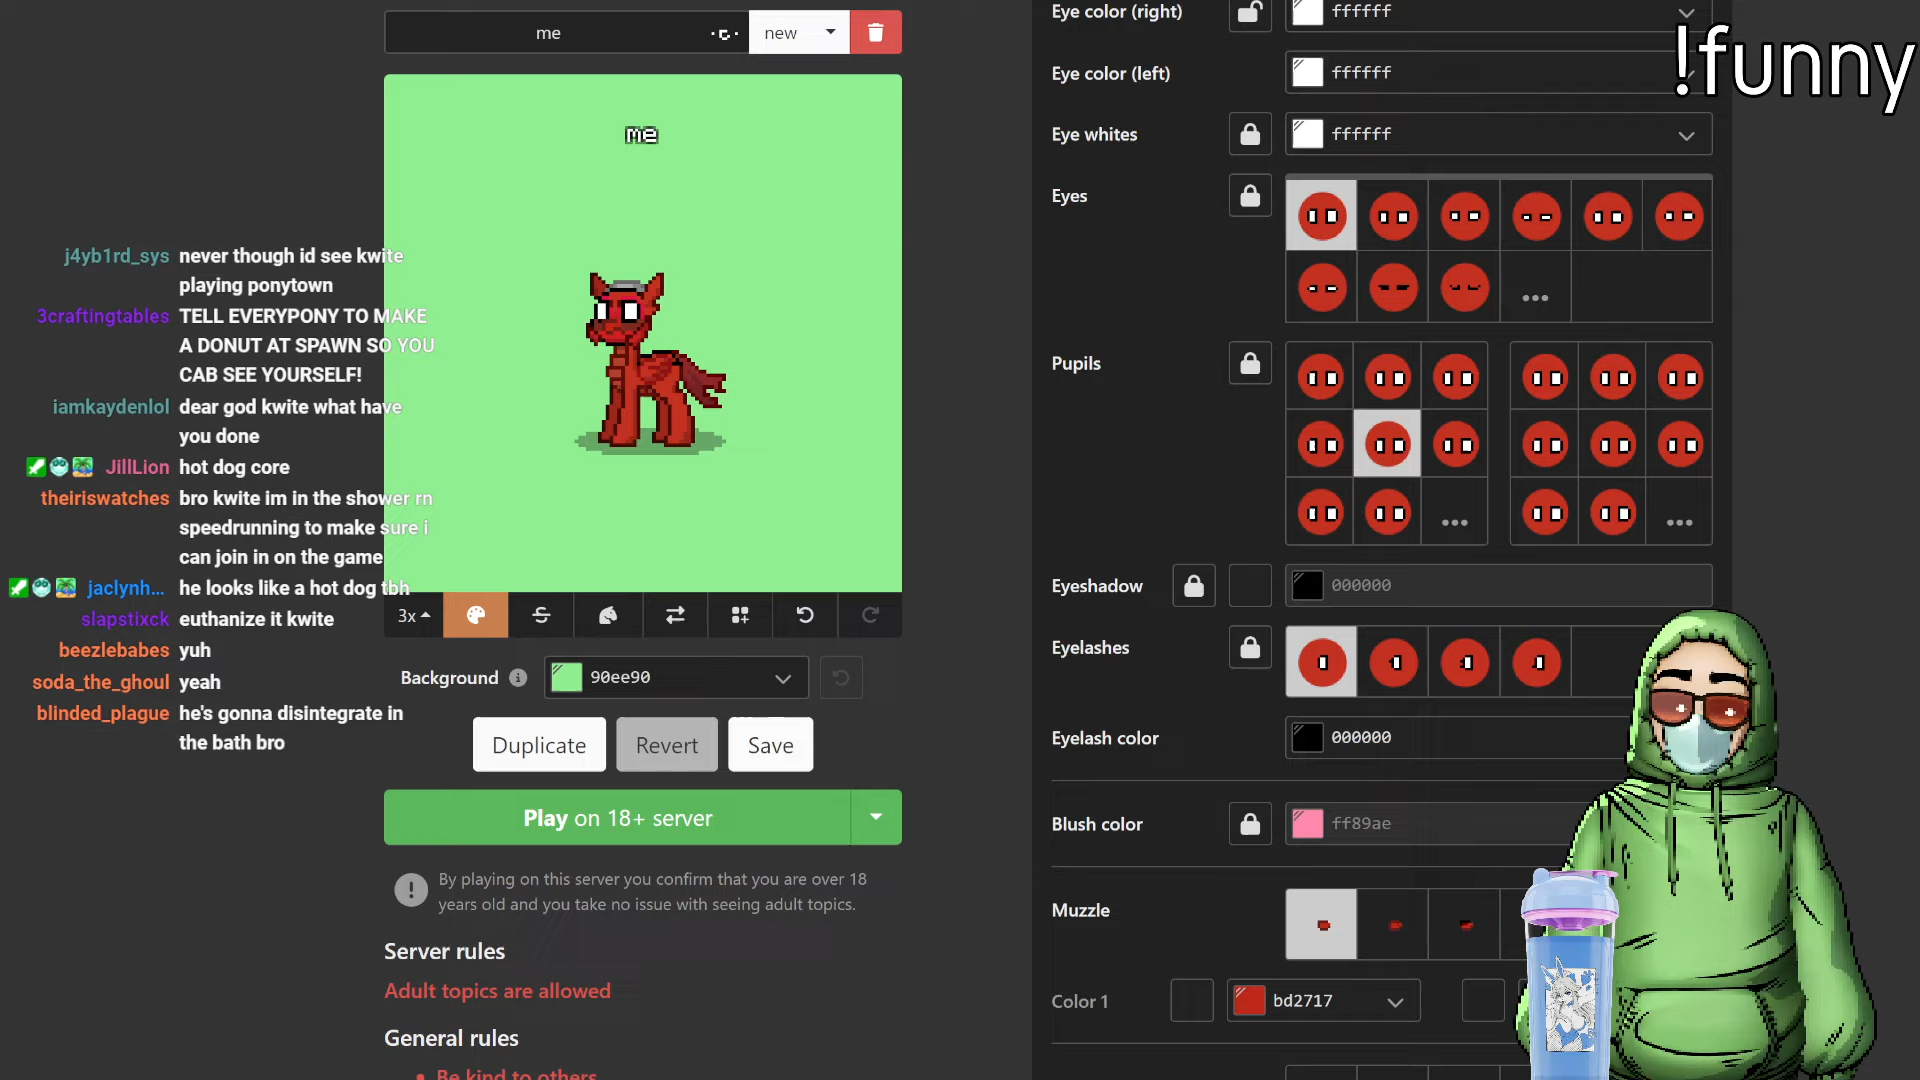 me
new
me
j4yb1rd_sys never though id see kwite
playing ponytown
3craftingtables TELL EVERYPONY TO MAKE
A DONUT AT SPAWN SO YOU
CAB SEE YOURSELF!
iamkaydenlol dear god kwite what have
you done
JillLion hot dog core
theiriswatches bro kwite im in the shower rn
speedrunning to make sure i
can join in on the game
jaclynh... he looks like a hot dog tbh
slapstixck euthanize it kwite
beezlebabes yuh
soda_the_ghoul yeah
blinded_plague he's gonna disintegrate in
the bath bro
3x
Background 90ee90
Duplicate Revert Save
Play on 18+ server
By playing on this server you confirm that you are over 18
years old and you take no issue with seeing adult topics.
Server rules
Adult topics are allowed
General rules
Be kind to others
Eye color (right) ffffff
!funny
Eye color (left) ffffff
Eye whites ffffff
Eyes
...
Pupils
... ...
Eyeshadow 000000
Eyelashes
Eyelash color 000000
Blush color ff89ae
Muzzle
Color 1 bd2717